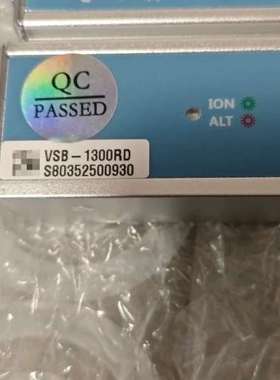 QC
PASSED
ION
ALT
VSB-1300RD
S80352500930